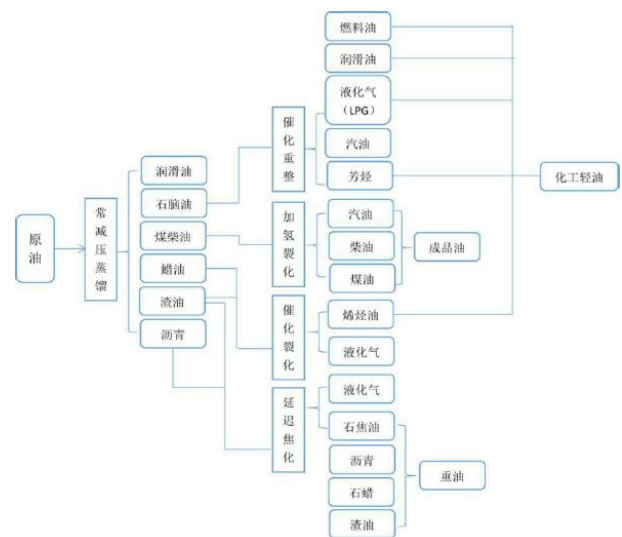 原
油
常
减
压
蒸
馏
润滑油
石脑油
煤柴油
蜡油
渣油
沥青
催
化
重
整
加
氢
裂
化
催
化
裂
化
延
迟
焦
化
燃料油
润滑油
液化气
（LPG）
汽油
芳烃
汽油
柴油
煤油
烯烃油
液化气
液化气
石焦油
沥青
石蜡
渣油
成品油
重油
化工轻油